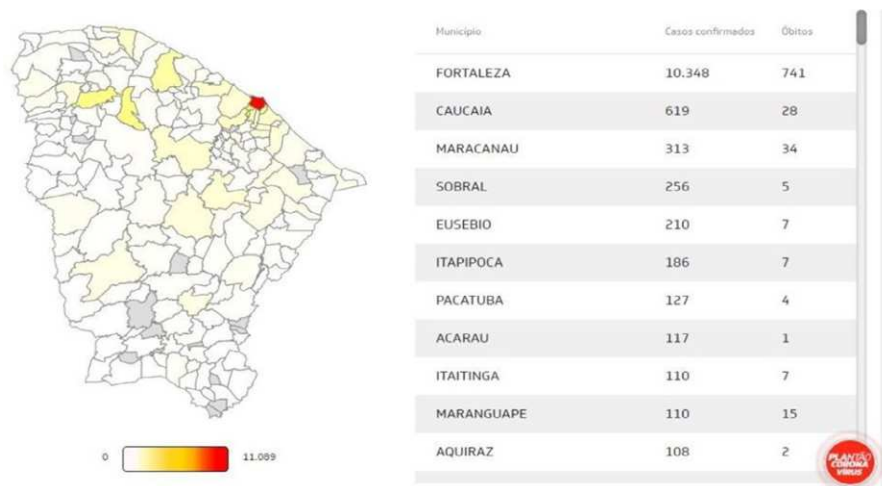 Município Casos confirmados Óbitos
FORTALEZA 10.348 741
CAUCAIA 619 28
MARACANAU 313 34
SOBRAL 256 5
EUSEBIO 210 7
ITAPIPOCA 186 7
PACATUBA 127 4
ACARAU 117 1
ITAITINGA 110 7
MARANGUAPE 110 15
AQUIRAZ 108 2
0 11.089
PLANTÃO
CORONA
VÍRUS